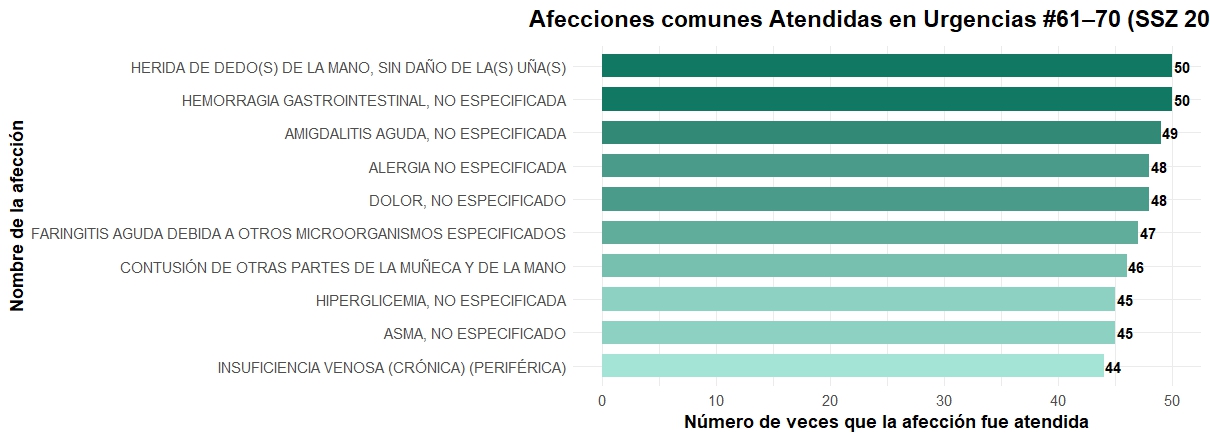 Afecciones comunes Atendidas en Urgencias #61–70 (SSZ 20
Nombre de la afección
HERIDA DE DEDO(S) DE LA MANO, SIN DAÑO DE LA(S) UÑA(S) 50
HEMORRAGIA GASTROINTESTINAL, NO ESPECIFICADA 50
AMIGDALITIS AGUDA, NO ESPECIFICADA 49
ALERGIA NO ESPECIFICADA 48
DOLOR, NO ESPECIFICADO 48
FARINGITIS AGUDA DEBIDA A OTROS MICROORGANISMOS ESPECIFICADOS 47
CONTUSIÓN DE OTRAS PARTES DE LA MUÑECA Y DE LA MANO 46
HIPERGLICEMIA, NO ESPECIFICADA 45
ASMA, NO ESPECIFICADO 45
INSUFICIENCIA VENOSA (CRÓNICA) (PERIFÉRICA) 44
0 10 20 30 40 50
Número de veces que la afección fue atendida